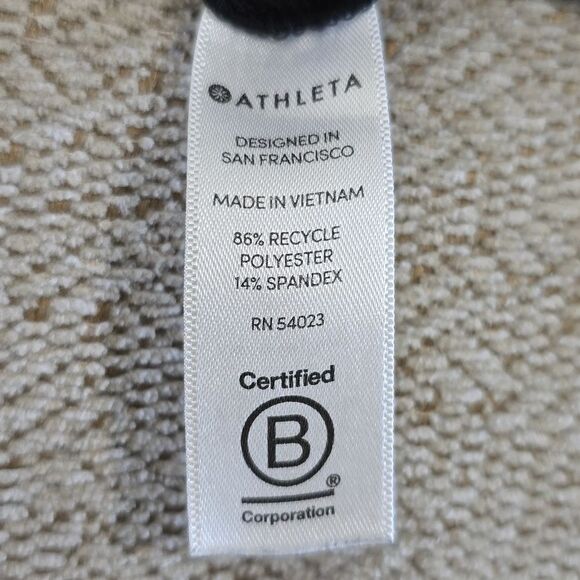 ATHLETA
DESIGNED IN
SAN FRANCISCO
MADE IN VIETNAM
86% RECYCLE
POLYESTER
14% SPANDEX
RN 54023
Certified
B
®
Corporation